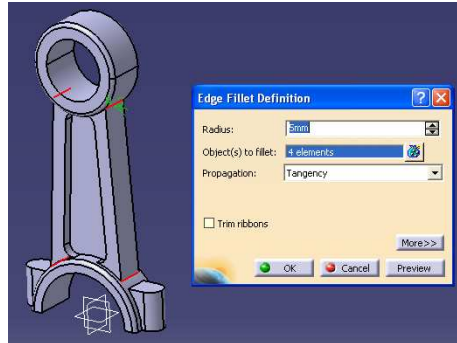 Edge Fillet Definition
Radius: 5mm
Object(s) to fillet: 4 elements
Propagation: Tangency
Trim ribbons
More>>
OK Cancel Preview